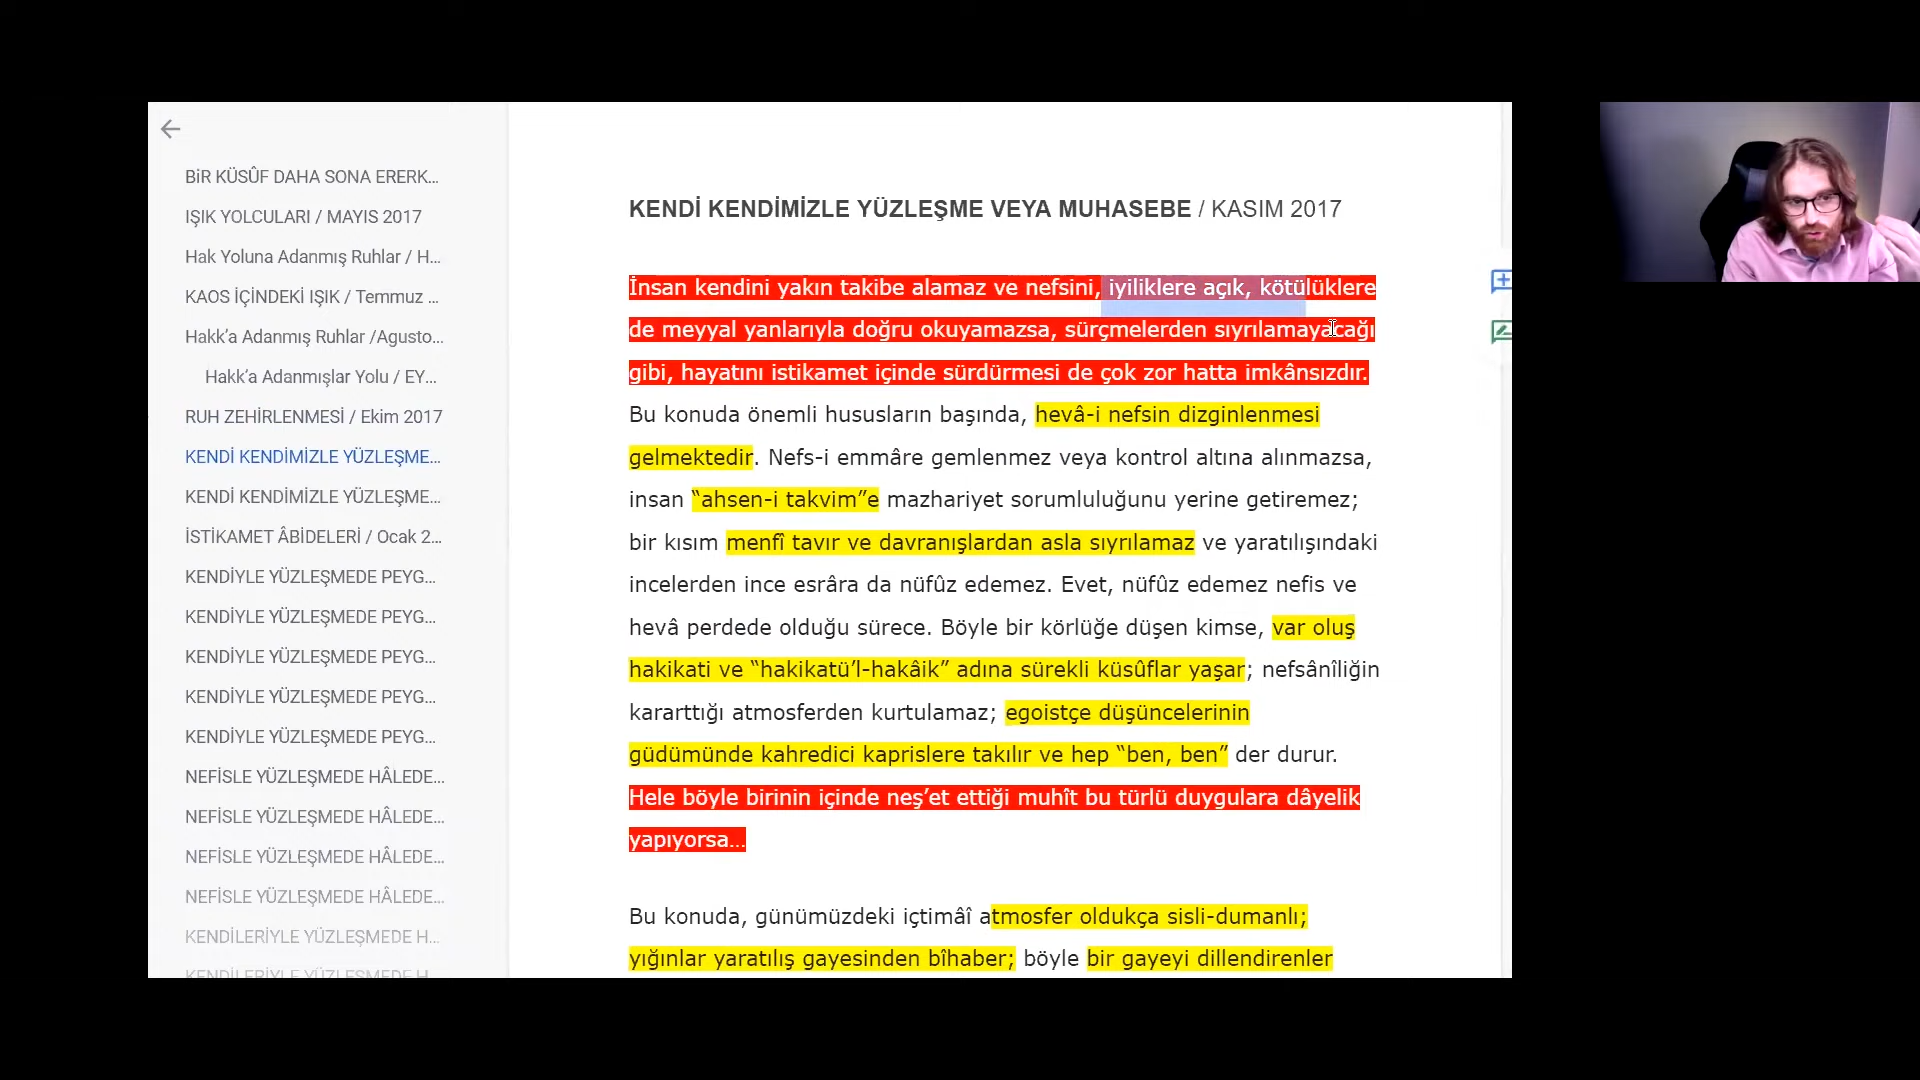 BİR KÜSÛF DAHA SONA ERERK...
IŞIK YOLCULARI / MAYIS 2017
Hak Yoluna Adanmış Ruhlar / H...
KAOS İÇİNDEKİ IŞIK / Temmuz ...
Hakk’a Adanmış Ruhlar /Agusto...
Hakk’a Adanmışlar Yolu / EY...
RUH ZEHİRLENMESİ / Ekim 2017
KENDİ KENDİMİZLE YÜZLEŞME...
KENDİ KENDİMİZLE YÜZLEŞME...
İSTİKAMET ÂBİDELERİ / Ocak 2...
KENDİYLE YÜZLEŞMEDE PEYG...
KENDİYLE YÜZLEŞMEDE PEYG...
KENDİYLE YÜZLEŞMEDE PEYG...
KENDİYLE YÜZLEŞMEDE PEYG...
KENDİYLE YÜZLEŞMEDE PEYG...
NEFİSLE YÜZLEŞMEDE HÂLEDE...
NEFİSLE YÜZLEŞMEDE HÂLEDE...
NEFİSLE YÜZLEŞMEDE HÂLEDE...
NEFİSLE YÜZLEŞMEDE HÂLEDE...
KENDİLERİYLE YÜZLEŞMEDE H...
KENDİLERİYLE YÜZLEŞMEDE H...
KENDİ KENDİMİZLE YÜZLEŞME VEYA MUHASEBE / KASIM 2017
İnsan kendini yakın takibe alamaz ve nefsini, iyiliklere açık, kötülüklere
de meyyal yanlarıyla doğru okuyamazsa, sürçmelerden sıyrılamayacağı
gibi, hayatını istikamet içinde sürdürmesi de çok zor hatta imkânsızdır.
Bu konuda önemli hususların başında, hevâ-i nefsin dizginlenmesi
gelmektedir. Nefs-i emmâre gemlenmez veya kontrol altına alınmazsa,
insan “ahsen-i takvim”e mazhariyet sorumluluğunu yerine getiremez;
bir kısım menfî tavır ve davranışlardan asla sıyrılamaz ve yaratılışındaki
incelerden ince esrâra da nüfûz edemez. Evet, nüfûz edemez nefis ve
hevâ perdede olduğu sürece. Böyle bir körlüğe düşen kimse, var oluş
hakikati ve “hakikatü’l-hakâik” adına sürekli küsûflar yaşar; nefsânîliğin
kararttığı atmosferden kurtulamaz; egoistçe düşüncelerinin
güdümünde kahredici kaprislere takılır ve hep “ben, ben” der durur.
Hele böyle birinin içinde neş’et ettiği muhît bu türlü duygulara dâyelik
yapıyorsa...
Bu konuda, günümüzdeki içtimâî atmosfer oldukça sisli-dumanlı;
yığınlar yaratılış gayesinden bîhaber; böyle bir gayeyi dillendirenler